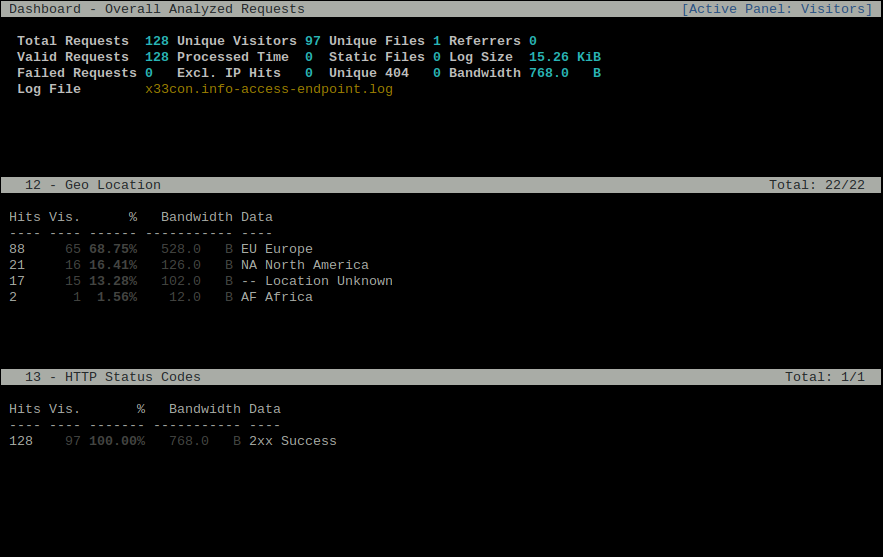 Dashboard - Overall Analyzed Requests [Active Panel: Visitors]
Total Requests 128 Unique Visitors 97 Unique Files 1 Referrers 0
Valid Requests 128 Processed Time 0 Static Files 0 Log Size 15.26 KiB
Failed Requests 0 Excl. IP Hits 0 Unique 404 0 Bandwidth 768.0 B
Log File x33con.info-access-endpoint.log
12 - Geo Location Total: 22/22
Hits Vis. % Bandwidth Data
---- ---- ------ ----------- ----
88 65 68.75% 528.0 B EU Europe
21 16 16.41% 126.0 B NA North America
17 15 13.28% 102.0 B -- Location Unknown
2 1 1.56% 12.0 B AF Africa
13 - HTTP Status Codes Total: 1/1
Hits Vis. % Bandwidth Data
---- ---- ------- ----------- ----
128 97 100.00% 768.0 B 2xx Success